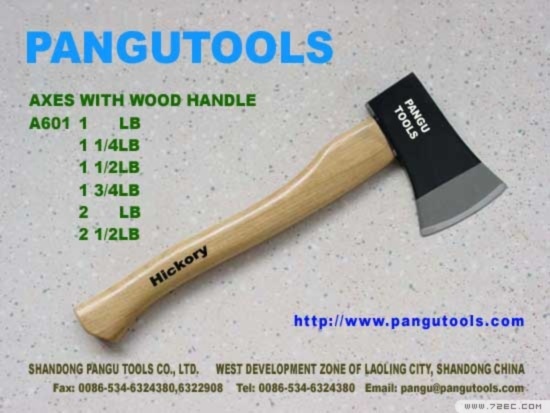 PANGUTOOLS
AXES WITH WOOD HANDLE
A601 1 LB
1 1/4LB
1 1/2LB
1 3/4LB
2 LB
2 1/2LB
PANGU
TOOLS
Hickory
http://www.pangutools.com
SHANDONG PANGU TOOLS CO., LTD. WEST DEVELOPMENT ZONE OF LAOLING CITY, SHANDONG CHINA
Fax: 0086-534-6324380,6322908 Tel: 0086-534-6324380 Email: pangu@pangutools.com
www.72EC.com